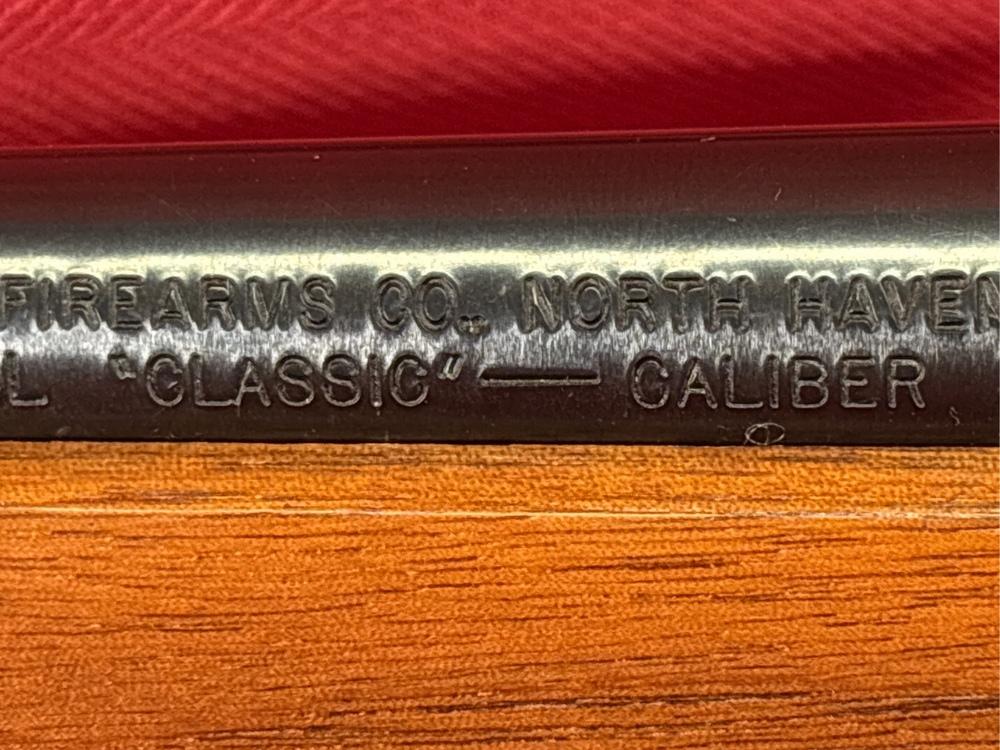 FIREARMS CO., NORTH HAVEN
L "CLASSIC"— CALIBER